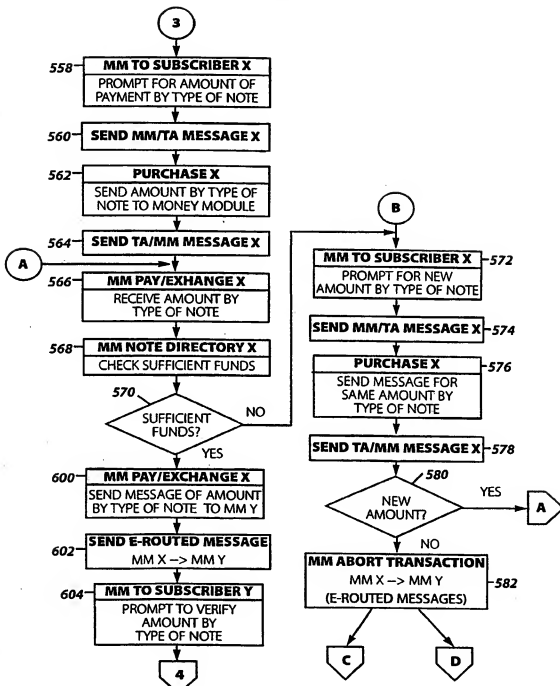 3
558
MM TO SUBSCRIBER X
PROMPT FOR AMOUNT OF
PAYMENT BY TYPE OF NOTE
560
SEND MM/TA MESSAGE X
562
PURCHASE X
SEND AMOUNT BY TYPE OF
NOTE TO MONEY MODULE
564
SEND TA/MM MESSAGE X
A
566
MM PAY/EXHANGE X
RECEIVE AMOUNT BY
TYPE OF NOTE
568
MM NOTE DIRECTORY X
CHECK SUFFICIENT FUNDS
570
SUFFICIENT
FUNDS?
NO
YES
600
MM PAY/EXCHANGE X
SEND MESSAGE OF AMOUNT
BY TYPE OF NOTE TO MM Y
602
SEND E-ROUTED MESSAGE
MM X -> MM Y
604
MM TO SUBSCRIBER Y
PROMPT TO VERIFY
AMOUNT BY
TYPE OF NOTE
4
B
MM TO SUBSCRIBER X
572
PROMPT FOR NEW
AMOUNT BY TYPE OF NOTE
SEND MM/TA MESSAGE X
574
PURCHASE X
576
SEND MESSAGE FOR
SAME AMOUNT BY
TYPE OF NOTE
SEND TA/MM MESSAGE X
578
580
NEW
AMOUNT?
YES
A
NO
MM ABORT TRANSACTION
MM X -> MM Y
582
(E-ROUTED MESSAGES)
C
D